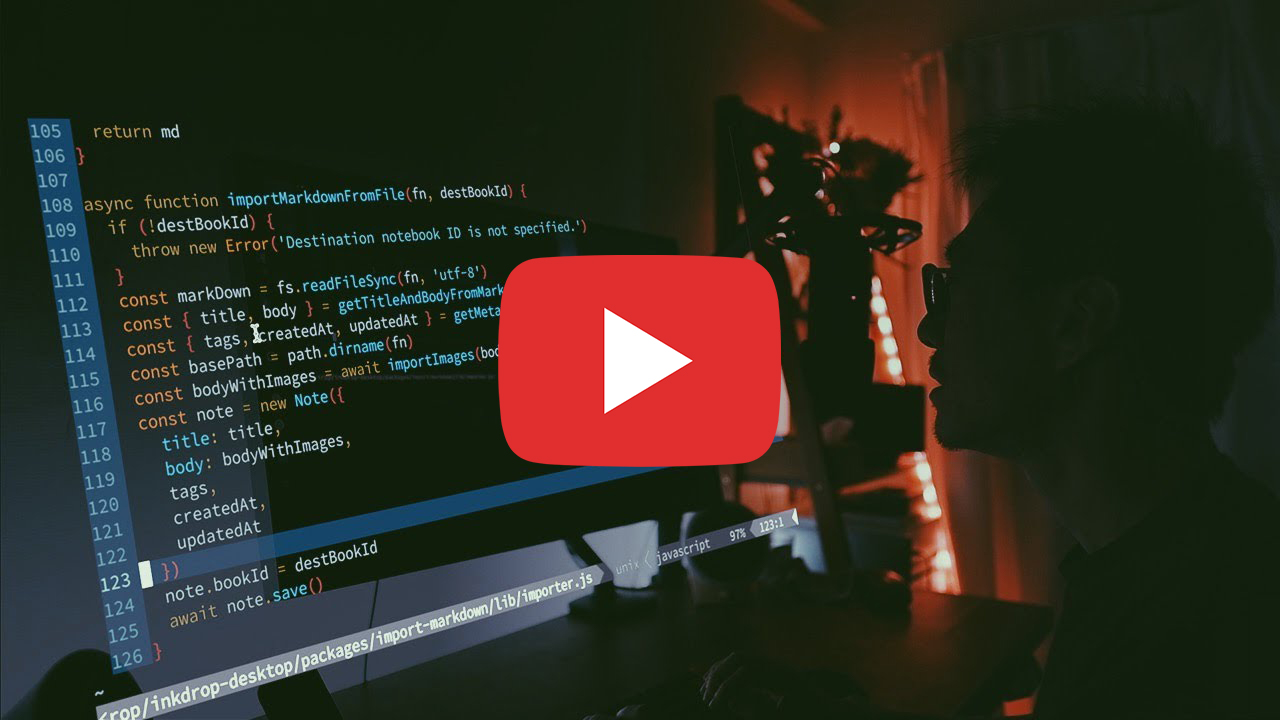 105 return md
106 }
107
108 async function importMarkdownFromFile(fn, destBookId) {
109 if (!destBookId) {
110 throw new Error('Destination notebook ID is not specified.')
111 }
112 const markDown = fs.readFileSync(fn, 'utf-8')
113 const { title, body } = getTitleAndBodyFromMark
114 const { tags, createdAt, updatedAt } = getMeta
115 const basePath = path.dirname(fn)
116 const bodyWithImages = await importImages(bod
117 const note = new Note({
118 title: title,
119 body: bodyWithImages,
120 tags,
121 createdAt,
122 updatedAt
123 })
124 note.bookId = destBookId
125 await note.save()
126 }
~
<rop/inkdrop-desktop/packages/import-markdown/lib/importer.js unix < javascript 97% 123:1